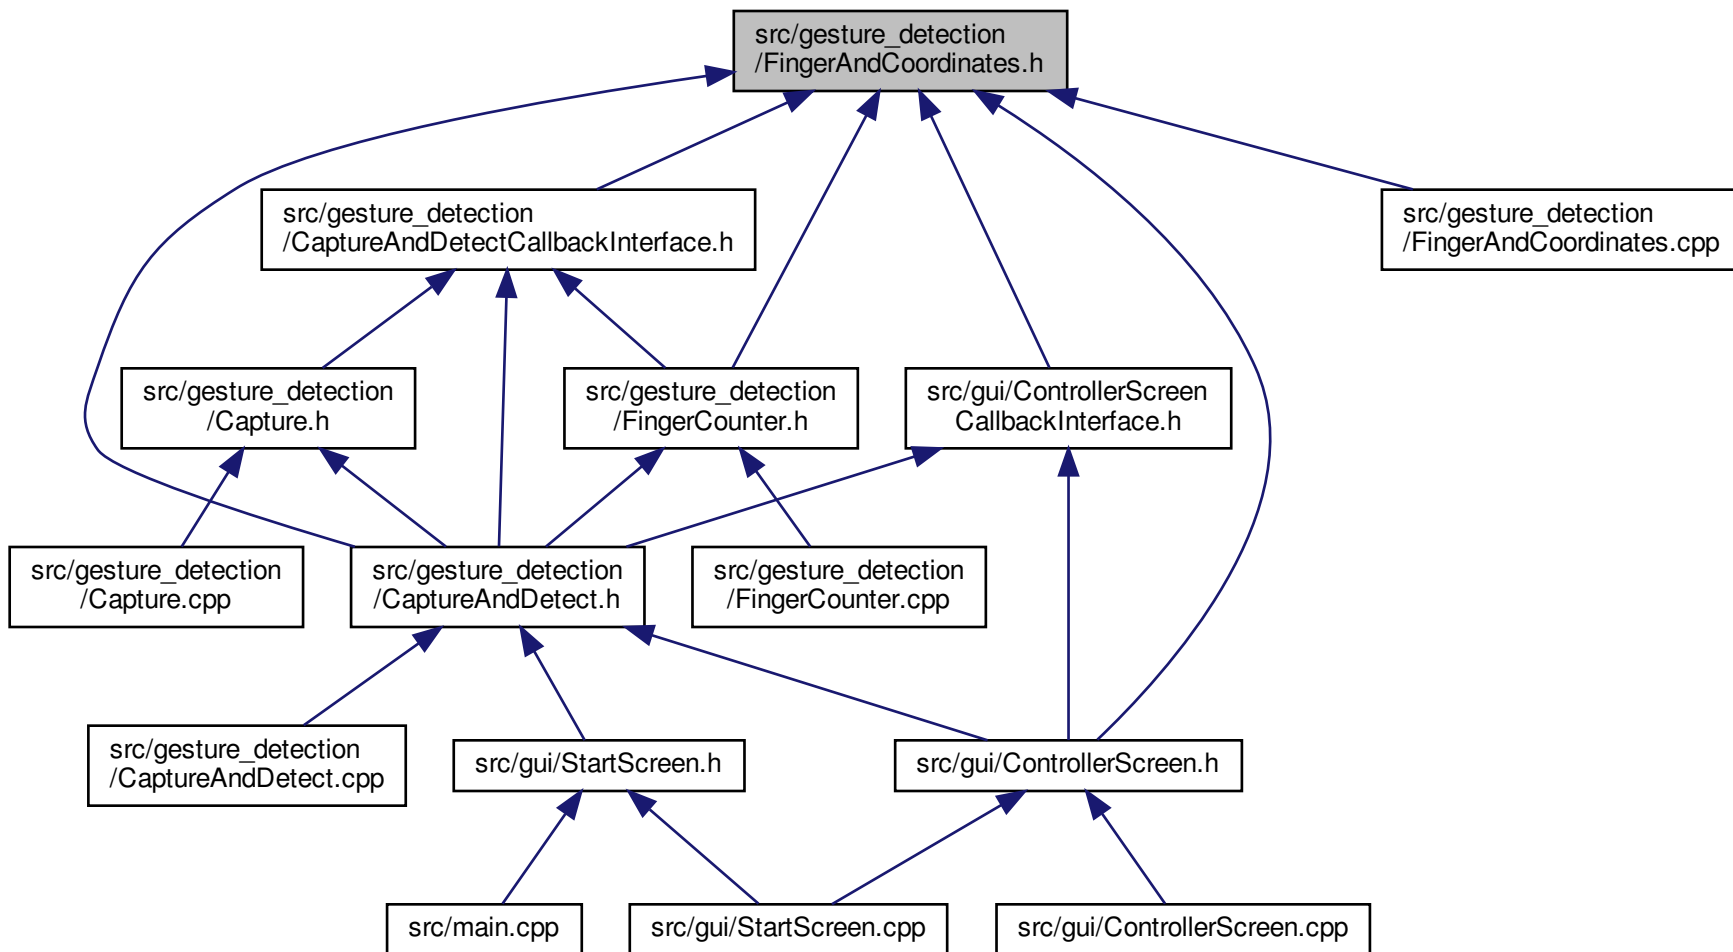 src/gesture_detection
/FingerAndCoordinates.h
src/gesture_detection
/CaptureAndDetectCallbackInterface.h
src/gesture_detection
/FingerAndCoordinates.cpp
src/gesture_detection
/Capture.h
src/gesture_detection
/FingerCounter.h
src/gui/ControllerScreen
CallbackInterface.h
src/gesture_detection
/Capture.cpp
src/gesture_detection
/CaptureAndDetect.h
src/gesture_detection
/FingerCounter.cpp
src/gesture_detection
/CaptureAndDetect.cpp
src/gui/StartScreen.h
src/gui/ControllerScreen.h
src/main.cpp
src/gui/StartScreen.cpp
src/gui/ControllerScreen.cpp